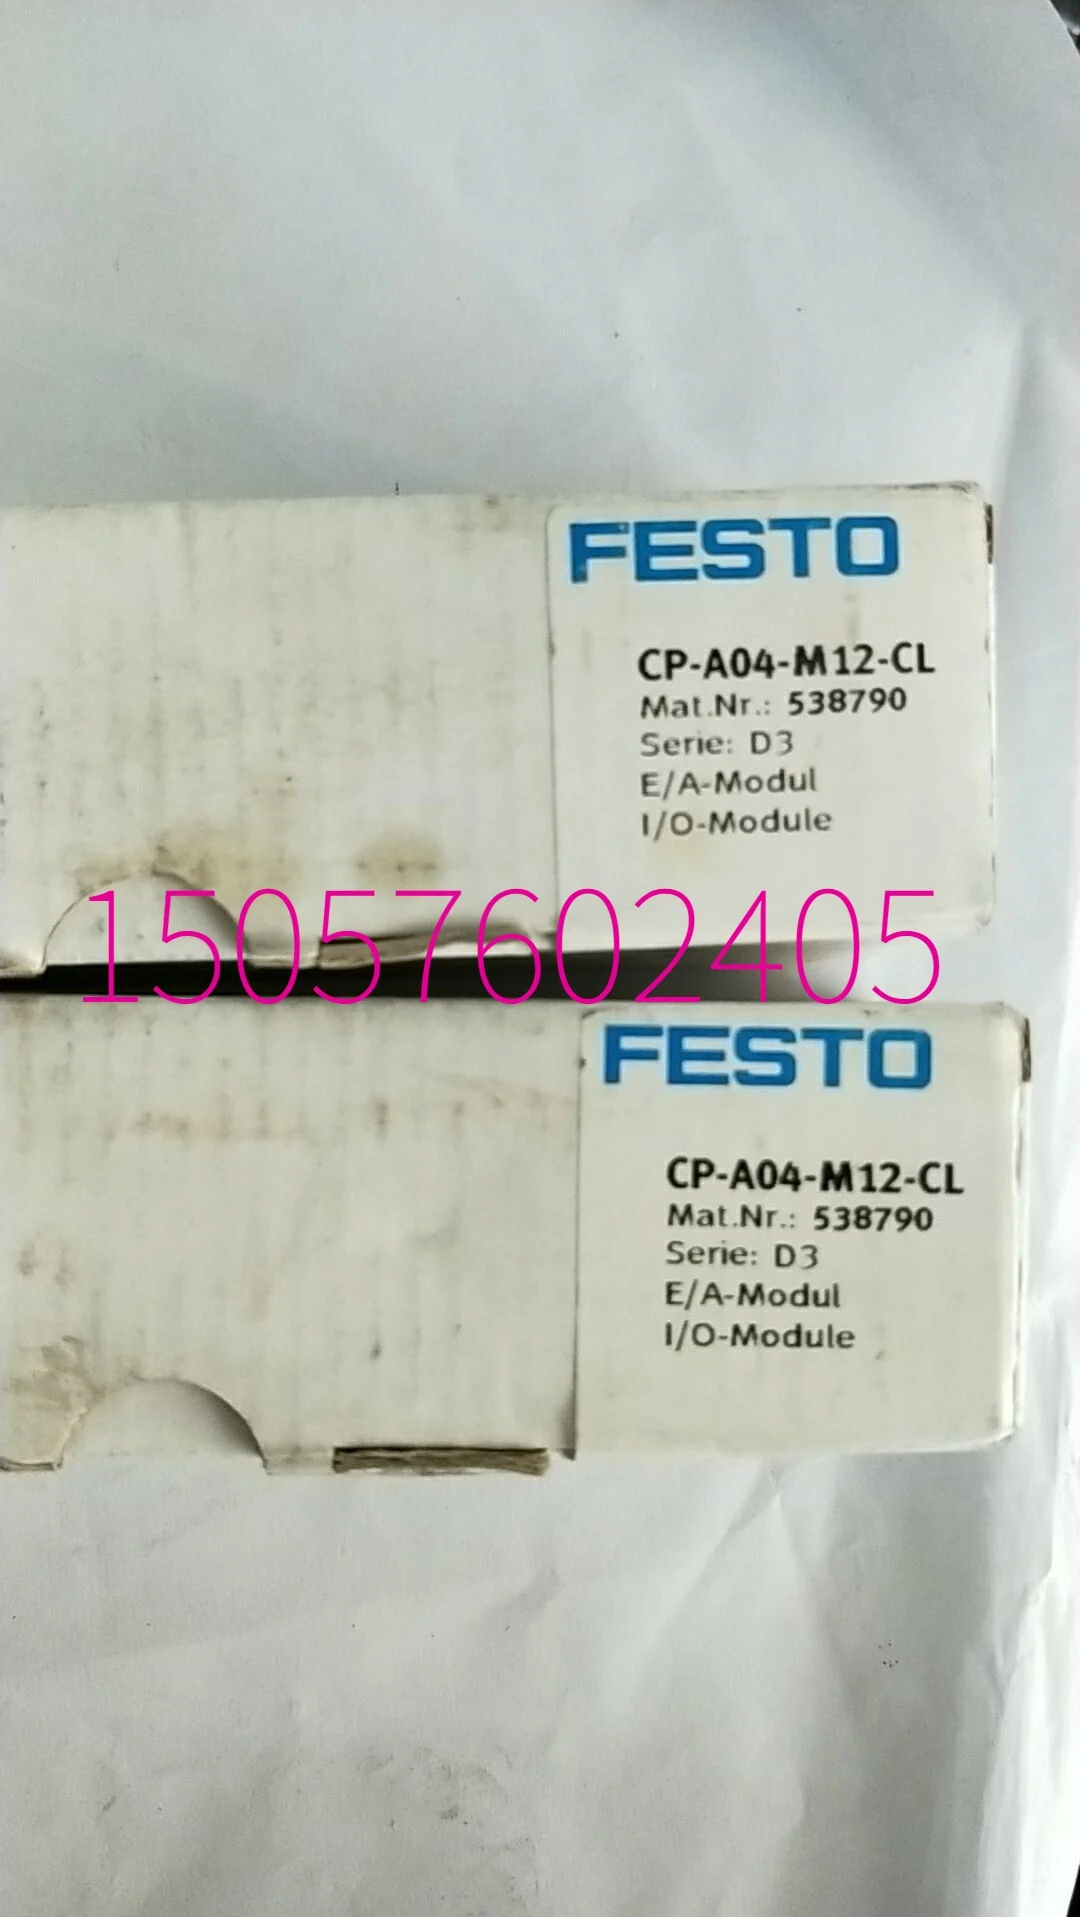 FESTO
CP-A04-M12-CL
Mat.Nr.: 538790
Serie: D3
E/A-Modul
I/O-Module
15057602405
FESTO
CP-A04-M12-CL
Mat.Nr.: 538790
Serie: D3
E/A-Modul
I/O-Module